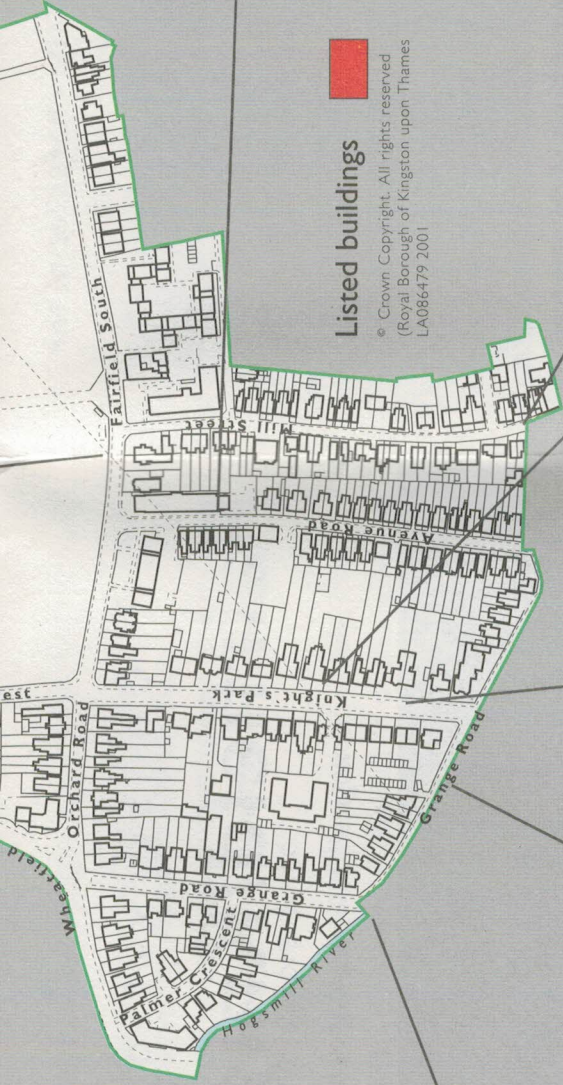 Listed buildings
© Crown Copyright. All rights reserved
(Royal Borough of Kingston upon Thames
LA086479 2001
Fairfield South
Mill Street
Avenue Road
est
Knight's Park
Orchard Road
Grange Road
Wheatfield
Grange Road
Palmer Crescent
Hogsmill River